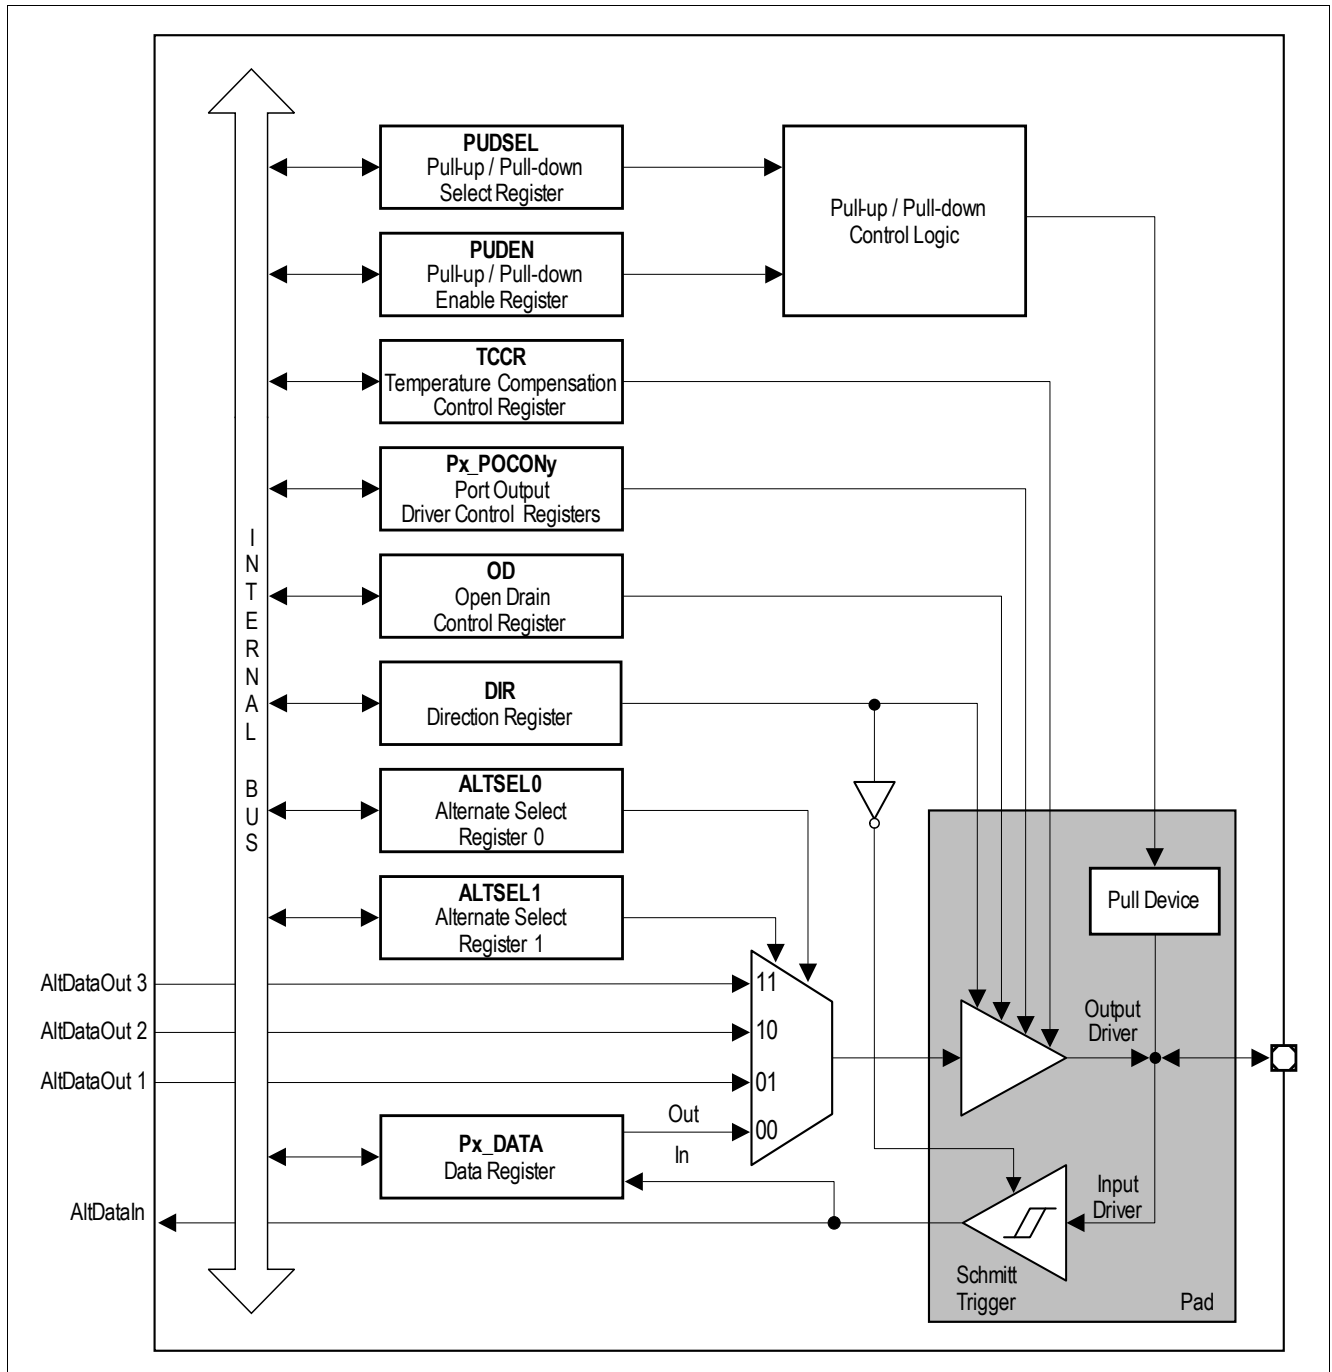 PUDSEL
Pull-up / Pull-down
Select Register
Pull-up / Pull-down
Control Logic
PUDEN
Pull-up / Pull-down
Enable Register
TCCR
Temperature Compensation
Control Register
Px_POCONy
Port Output
Driver Control Registers
OD
Open Drain
Control Register
DIR
Direction Register
INTERNAL BUS
ALTSEL0
Alternate Select
Register 0
ALTSEL1
Alternate Select
Register 1
Pull Device
AltDataOut 3
11
AltDataOut 2
10
Output
Driver
AltDataOut 1
01
Out
00
Px_DATA
Data Register
In
AltDataIn
Input
Driver
Schmitt
Trigger
Pad